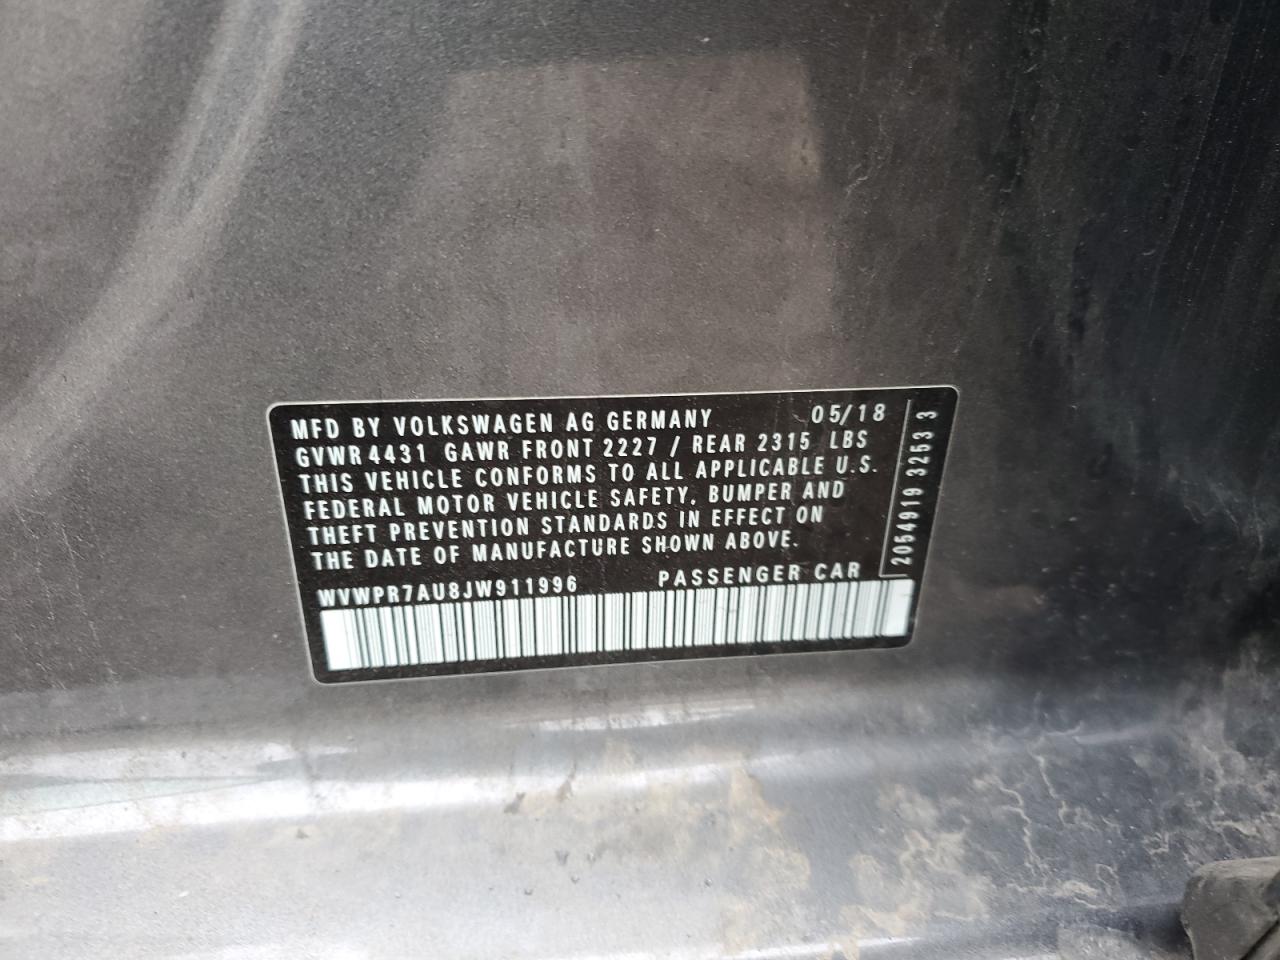 MFD BY VOLKSWAGEN AG GERMANY 05/18
GVWR 4431 GAWR FRONT 2227 / REAR 2315 LBS
THIS VEHICLE CONFORMS TO ALL APPLICABLE U.S.
FEDERAL MOTOR VEHICLE SAFETY, BUMPER AND
THEFT PREVENTION STANDARDS IN EFFECT ON
THE DATE OF MANUFACTURE SHOWN ABOVE.
WVWPR7AU8JW911996 PASSENGER CAR
2054919 3253 3